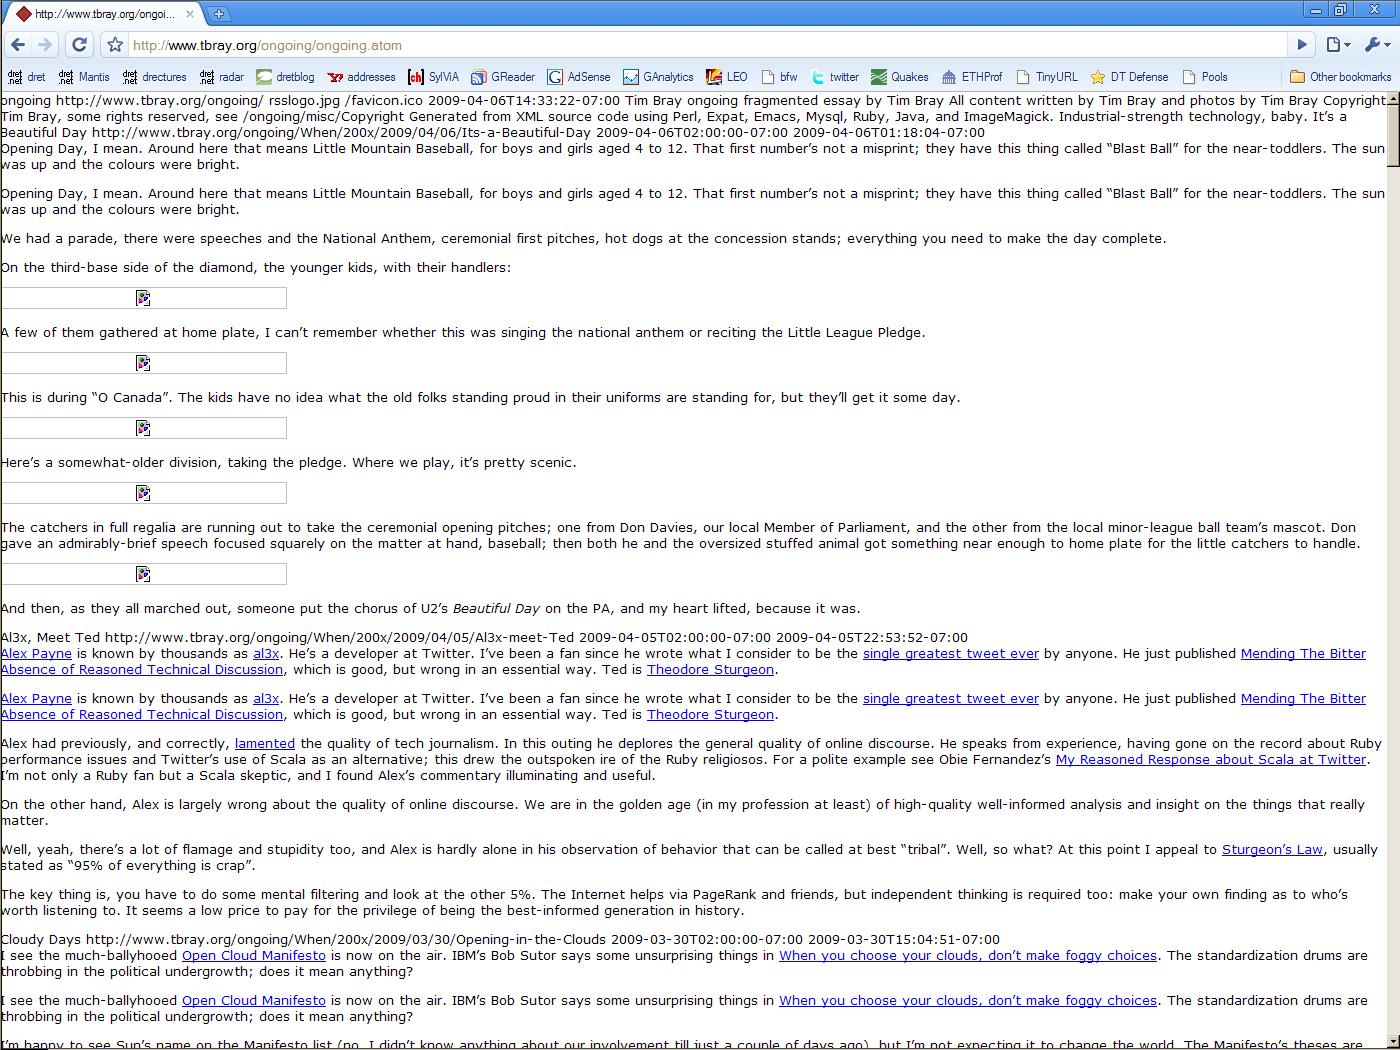 http://www.tbray.org/ongoi...
http://www.tbray.org/ongoing/ongoing.atom
dret Mantis drectures radar dretblog addresses SylViA GReader AdSense GAnalytics LEO bfw twitter Quakes ETHProf TinyURL DT Defense Pools Other bookmarks
ongoing http://www.tbray.org/ongoing/ rsslogo.jpg /favicon.ico 2009-04-06T14:33:22-07:00 Tim Bray ongoing fragmented essay by Tim Bray All content written by Tim Bray and photos by Tim Bray Copyright
Tim Bray, some rights reserved, see /ongoing/misc/Copyright Generated from XML source code using Perl, Expat, Emacs, Mysql, Ruby, Java, and ImageMagick. Industrial-strength technology, baby. It’s a
Beautiful Day http://www.tbray.org/ongoing/When/200x/2009/04/06/Its-a-Beautiful-Day 2009-04-06T02:00:00-07:00 2009-04-06T01:18:04-07:00
Opening Day, I mean. Around here that means Little Mountain Baseball, for boys and girls aged 4 to 12. That first number’s not a misprint; they have this thing called “Blast Ball” for the near-toddlers. The sun
was up and the colours were bright.
Opening Day, I mean. Around here that means Little Mountain Baseball, for boys and girls aged 4 to 12. That first number’s not a misprint; they have this thing called “Blast Ball” for the near-toddlers. The sun
was up and the colours were bright.
We had a parade, there were speeches and the National Anthem, ceremonial first pitches, hot dogs at the concession stands; everything you need to make the day complete.
On the third-base side of the diamond, the younger kids, with their handlers:
A few of them gathered at home plate, I can’t remember whether this was singing the national anthem or reciting the Little League Pledge.
This is during “O Canada”. The kids have no idea what the old folks standing proud in their uniforms are standing for, but they’ll get it some day.
Here’s a somewhat-older division, taking the pledge. Where we play, it’s pretty scenic.
The catchers in full regalia are running out to take the ceremonial opening pitches; one from Don Davies, our local Member of Parliament, and the other from the local minor-league ball team’s mascot. Don
gave an admirably-brief speech focused squarely on the matter at hand, baseball; then both he and the oversized stuffed animal got something near enough to home plate for the little catchers to handle.
And then, as they all marched out, someone put the chorus of U2’s Beautiful Day on the PA, and my heart lifted, because it was.
Al3x, Meet Ted http://www.tbray.org/ongoing/When/200x/2009/04/05/Al3x-meet-Ted 2009-04-05T02:00:00-07:00 2009-04-05T22:53:52-07:00
Alex Payne is known by thousands as al3x. He’s a developer at Twitter. I’ve been a fan since he wrote what I consider to be the single greatest tweet ever by anyone. He just published Mending The Bitter
Absence of Reasoned Technical Discussion, which is good, but wrong in an essential way. Ted is Theodore Sturgeon.
Alex Payne is known by thousands as al3x. He’s a developer at Twitter. I’ve been a fan since he wrote what I consider to be the single greatest tweet ever by anyone. He just published Mending The Bitter
Absence of Reasoned Technical Discussion, which is good, but wrong in an essential way. Ted is Theodore Sturgeon.
Alex had previously, and correctly, lamented the quality of tech journalism. In this outing he deplores the general quality of online discourse. He speaks from experience, having gone on the record about Ruby
performance issues and Twitter’s use of Scala as an alternative; this drew the outspoken ire of the Ruby religiosos. For a polite example see Obie Fernandez’s My Reasoned Response about Scala at Twitter.
I’m not only a Ruby fan but a Scala skeptic, and I found Alex’s commentary illuminating and useful.
On the other hand, Alex is largely wrong about the quality of online discourse. We are in the golden age (in my profession at least) of high-quality well-informed analysis and insight on the things that really
matter.
Well, yeah, there’s a lot of flamage and stupidity too, and Alex is hardly alone in his observation of behavior that can be called at best “tribal”. Well, so what? At this point I appeal to Sturgeon’s Law, usually
stated as “95% of everything is crap”.
The key thing is, you have to do some mental filtering and look at the other 5%. The Internet helps via PageRank and friends, but independent thinking is required too: make your own finding as to who’s
worth listening to. It seems a low price to pay for the privilege of being the best-informed generation in history.
Cloudy Days http://www.tbray.org/ongoing/When/200x/2009/03/30/Opening-in-the-Clouds 2009-03-30T02:00:00-07:00 2009-03-30T15:04:51-07:00
I see the much-ballyhooed Open Cloud Manifesto is now on the air. IBM’s Bob Sutor says some unsurprising things in When you choose your clouds, don’t make foggy choices. The standardization drums are
throbbing in the political undergrowth; does it mean anything?
I see the much-ballyhooed Open Cloud Manifesto is now on the air. IBM’s Bob Sutor says some unsurprising things in When you choose your clouds, don’t make foggy choices. The standardization drums are
throbbing in the political undergrowth; does it mean anything?
I’m happy to see Sun’s name on the Manifesto list (no, I didn’t know anything about our involvement till just a couple of days ago), but I’m not expecting it to change the world. The Manifesto’s theses are